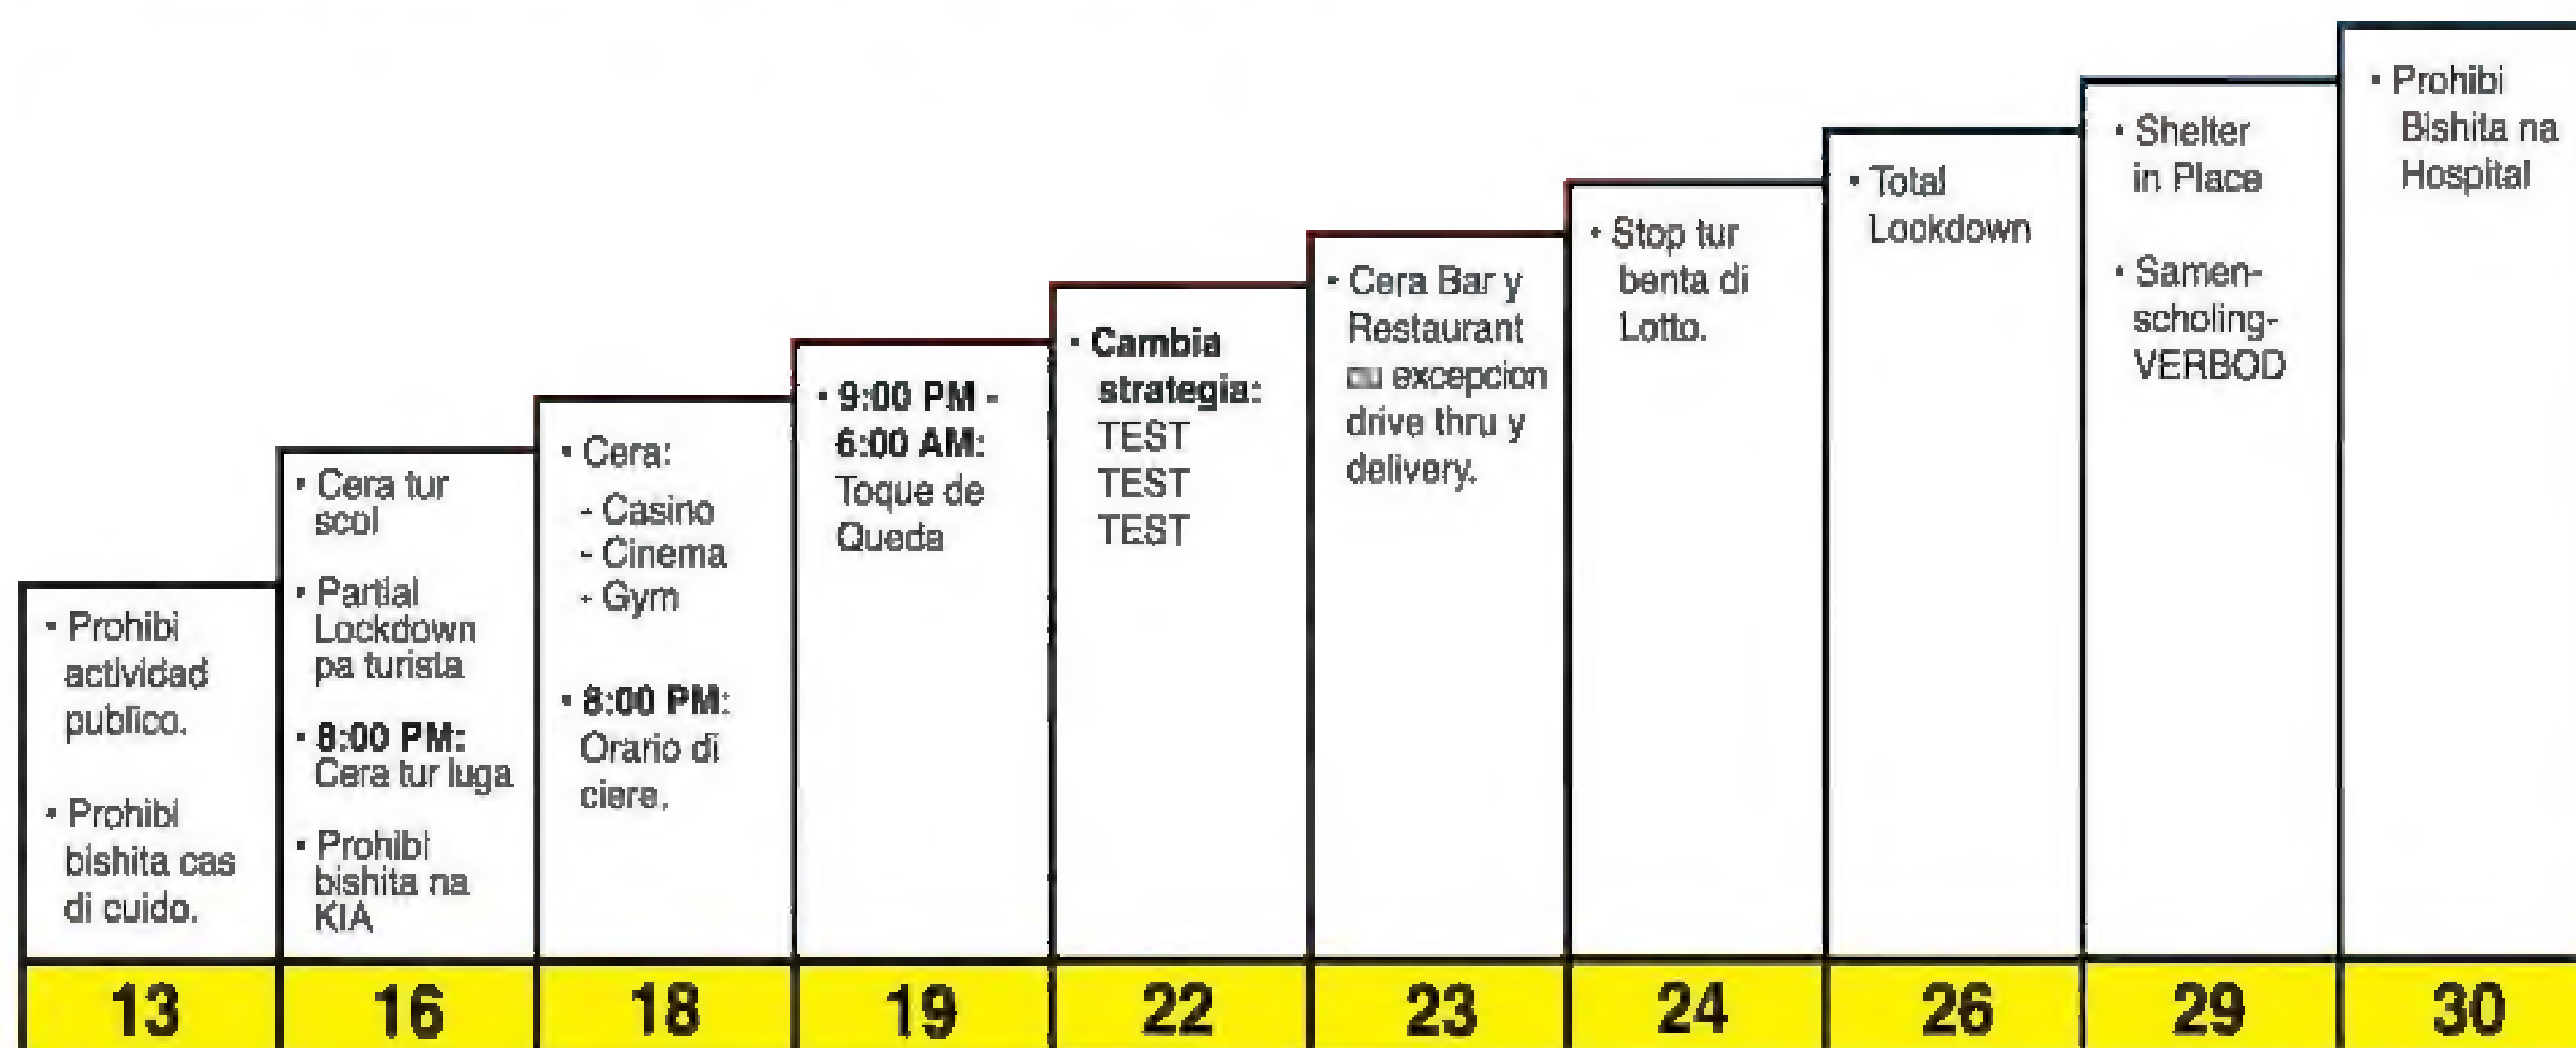 • Prohibi
actividad
publico.
• Prohibi
bishita cas
di cuido.
13
• Cera tur
scol
• Partial
Lockdown
pa turista
• 8:00 PM:
Cera tur luga
• Prohibi
bishita na
KIA
16
• Cera:
- Casino
- Cinema
- Gym
• 8:00 PM:
Orario di
ciere.
18
• 9:00 PM -
6:00 AM:
Toque de
Queda
19
• Cambia
strategia:
TEST
TEST
TEST
22
• Cera Bar y
Restaurant
cu excepcion
drive thru y
delivery.
23
• Stop tur
benta di
Lotto.
24
• Total
Lockdown
26
• Shelter
in Place
• Samen-
scholing-
VERBOD
29
• Prohibi
Bishita na
Hospital
30